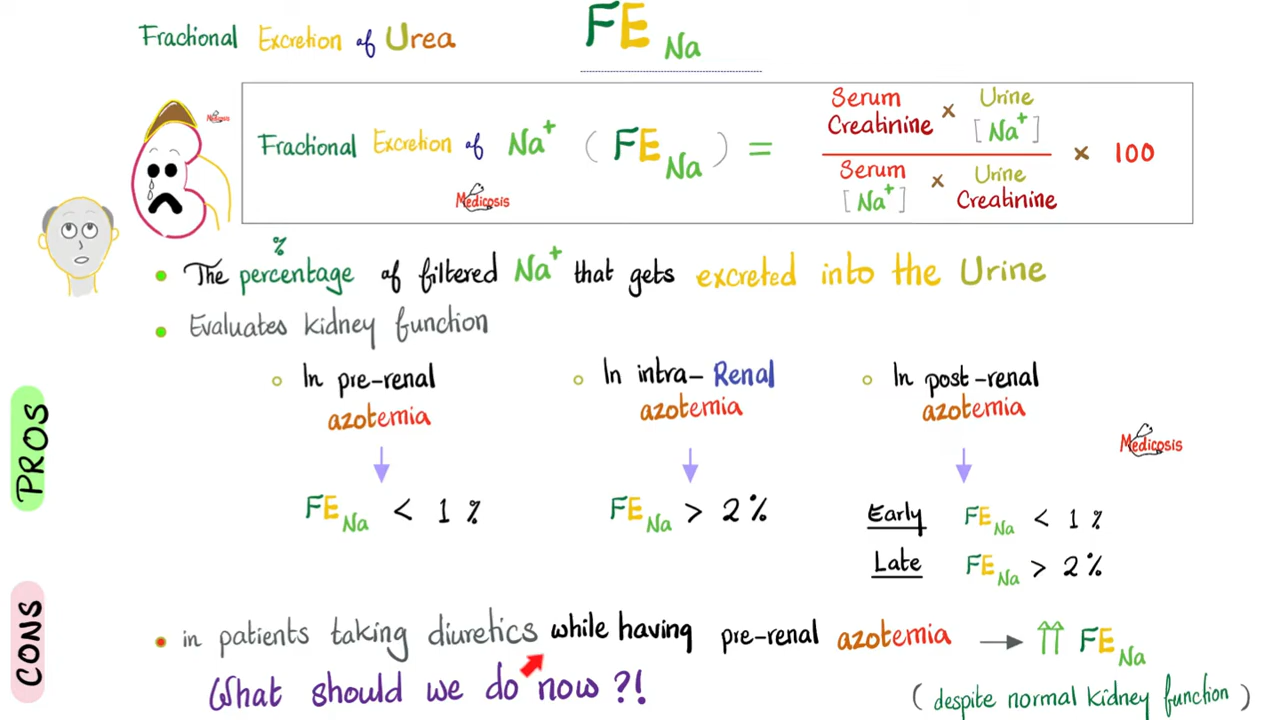 Fractional Excretion of Urea
FE Na
Medicosis
Fractional Excretion of Na+ (FE Na) = Serum Creatinine × Urine [Na+] / Serum [Na+] × Urine Creatinine × 100
Medicosis
%
The percentage of filtered Na+ that gets excreted into the Urine
Evaluates kidney function
PROS
In pre-renal
azotemia
FE Na < 1 %
In intra-Renal
azotemia
FE Na > 2%
In post-renal
azotemia
Early FE Na < 1 %
Late FE Na > 2%
Medicosis
CONS
in patients taking diuretics while having pre-renal azotemia → ⇈ FE Na
What should we do now ?!
(despite normal kidney function)